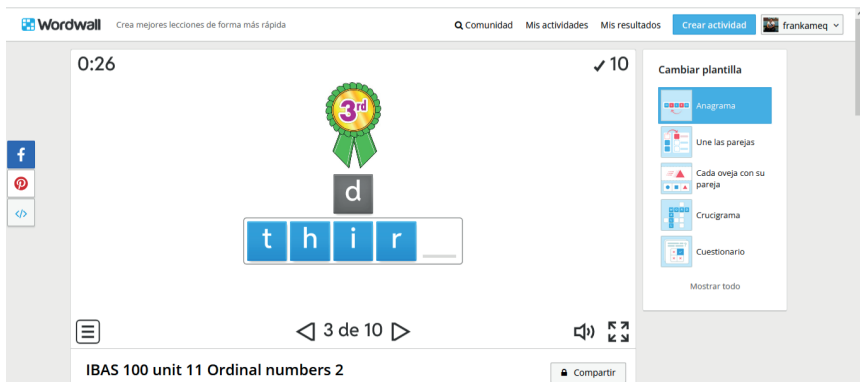 Wordwall
Crea mejores lecciones de forma más rápida
Comunidad
Mis actividades
Mis resultados
Crear actividad
frankameq
0:26
✓ 10
3rd
d
t h i r
3 de 10
IBAS 100 unit 11 Ordinal numbers 2
Compartir
Cambiar plantilla
Anagrama
Une las parejas
Cada oveja con su
pareja
Crucigrama
Cuestionario
Mostrar todo